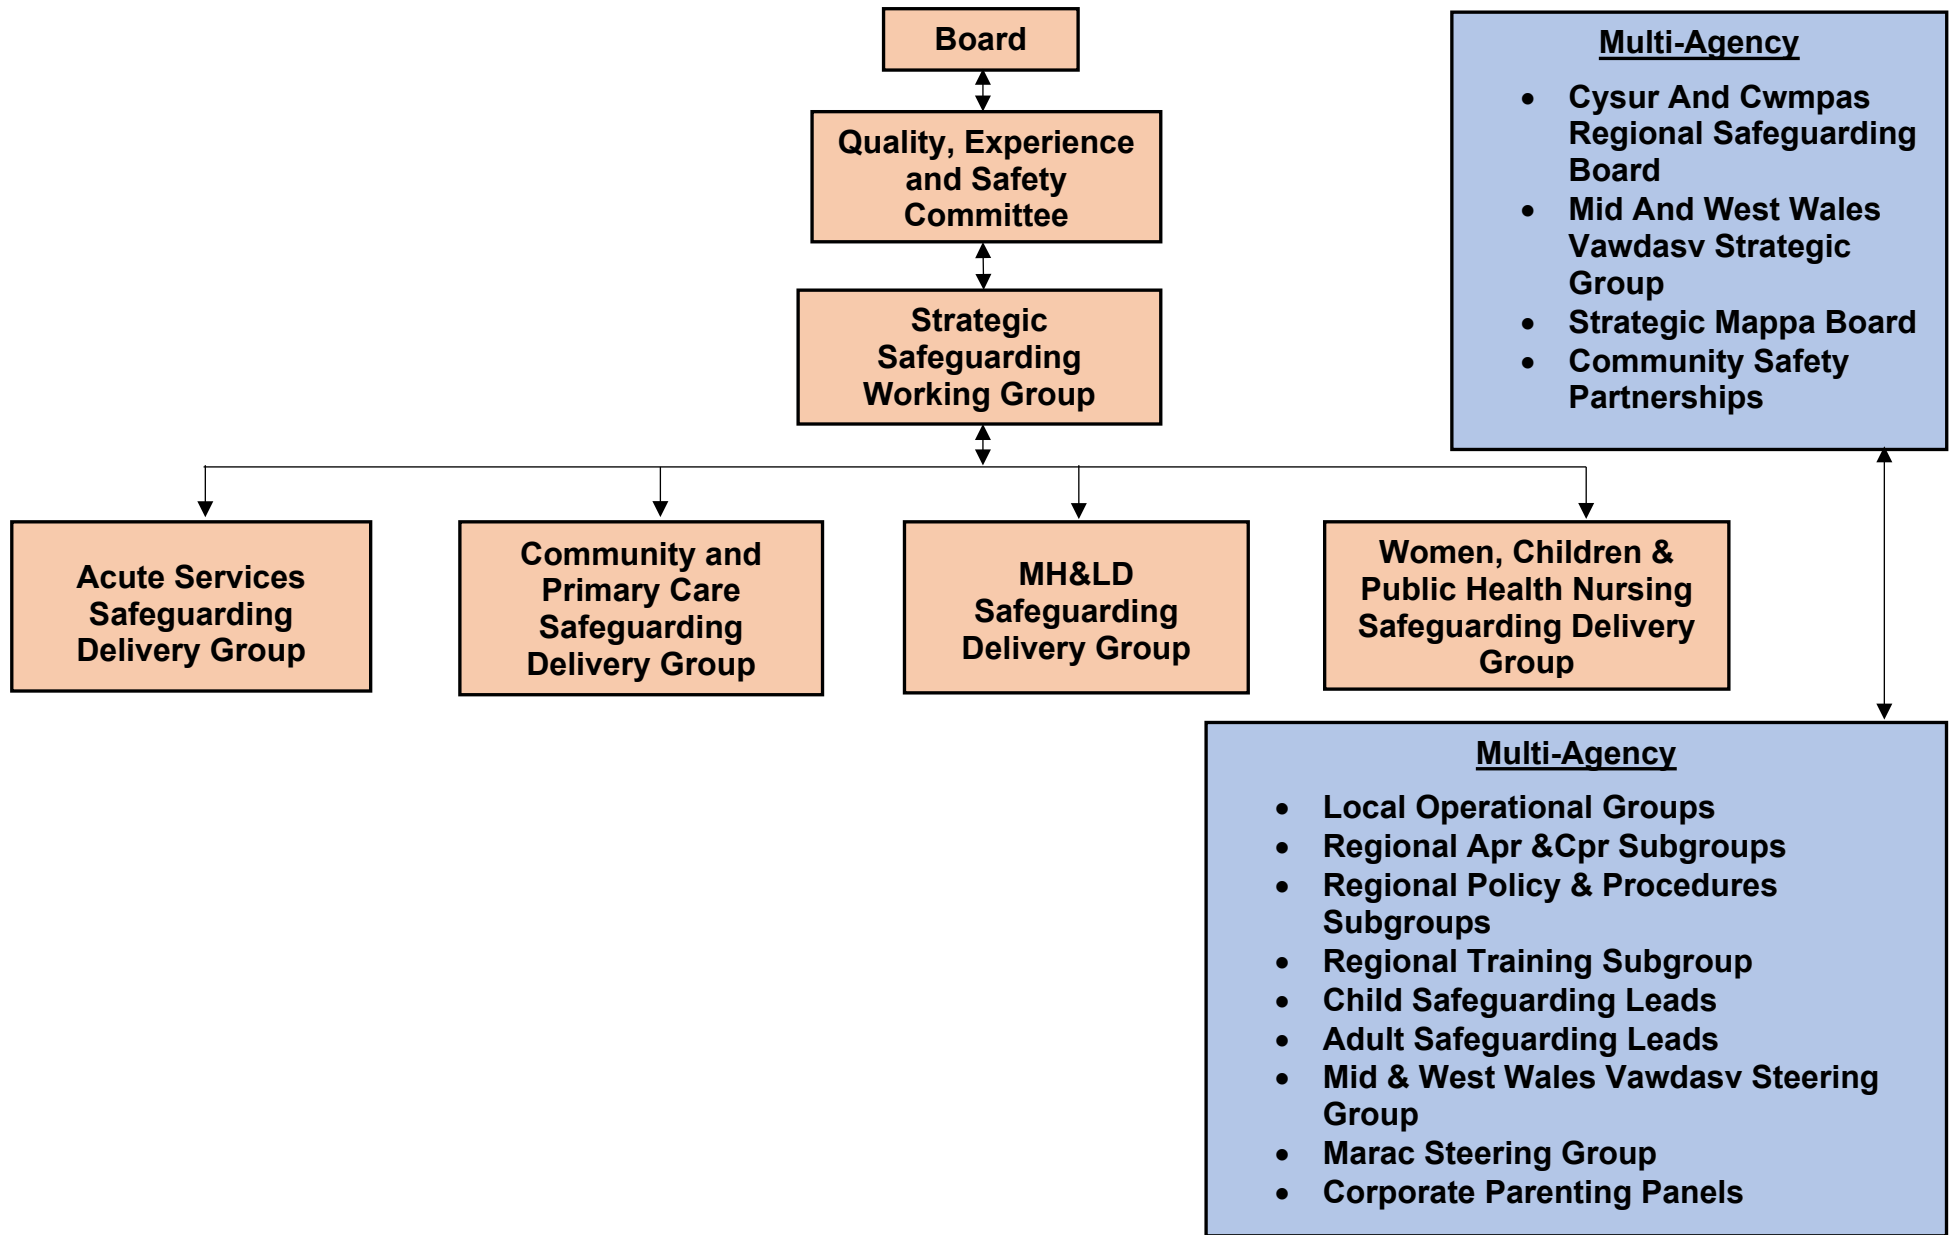 Board
Quality, Experience
and Safety
Committee
Strategic
Safeguarding
Working Group
Multi-Agency
• Cysur And Cwmpas
Regional Safeguarding
Board
• Mid And West Wales
Vawdasv Strategic
Group
• Strategic Mappa Board
• Community Safety
Partnerships
Acute Services
Safeguarding
Delivery Group
Community and
Primary Care
Safeguarding
Delivery Group
MH&LD
Safeguarding
Delivery Group
Women, Children &
Public Health Nursing
Safeguarding Delivery
Group
Multi-Agency
• Local Operational Groups
• Regional Apr &Cpr Subgroups
• Regional Policy & Procedures
Subgroups
• Regional Training Subgroup
• Child Safeguarding Leads
• Adult Safeguarding Leads
• Mid & West Wales Vawdasv Steering
Group
• Marac Steering Group
• Corporate Parenting Panels